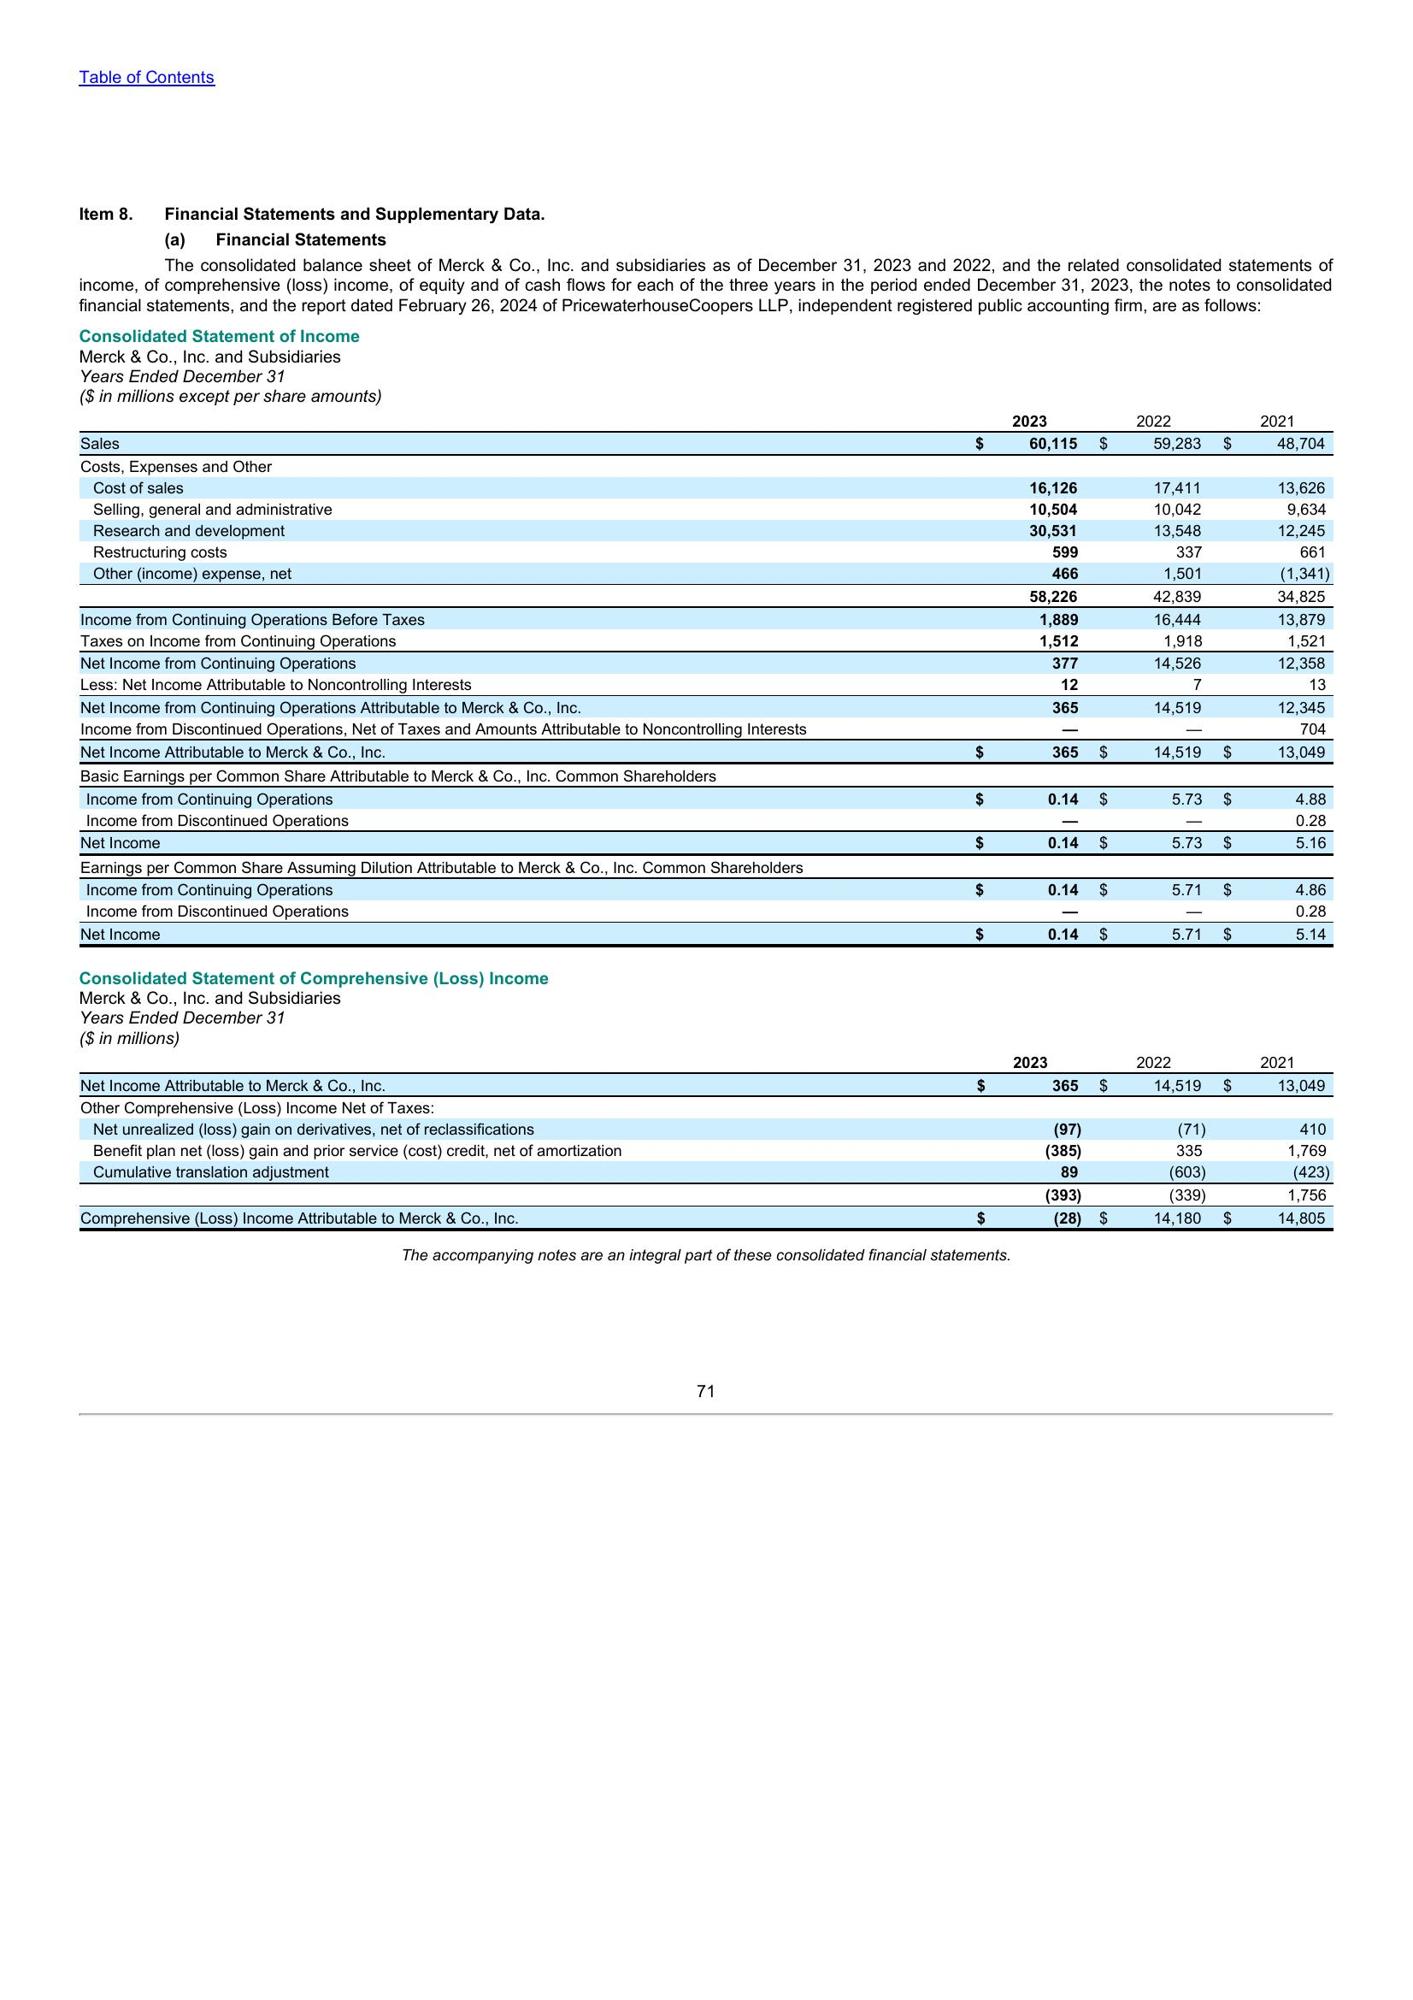 Table of Contents
Item 8. Financial Statements and Supplementary Data.
(a) Financial Statements
The consolidated balance sheet of Merck & Co., Inc. and subsidiaries as of December 31, 2023 and 2022, and the related consolidated statements of
income, of comprehensive (loss) income, of equity and of cash flows for each of the three years in the period ended December 31, 2023, the notes to consolidated
financial statements, and the report dated February 26, 2024 of PricewaterhouseCoopers LLP, independent registered public accounting firm, are as follows:
Consolidated Statement of Income
Merck & Co., Inc. and Subsidiaries
Years Ended December 31
($ in millions except per share amounts)
2023 2022 2021
Sales $ 60,115 $ 59,283 $ 48,704
Costs, Expenses and Other
Cost of sales 16,126 17,411 13,626
Selling, general and administrative 10,504 10,042 9,634
Research and development 30,531 13,548 12,245
Restructuring costs 599 337 661
Other (income) expense, net 466 1,501 (1,341)
58,226 42,839 34,825
Income from Continuing Operations Before Taxes 1,889 16,444 13,879
Taxes on Income from Continuing Operations 1,512 1,918 1,521
Net Income from Continuing Operations 377 14,526 12,358
Less: Net Income Attributable to Noncontrolling Interests 12 7 13
Net Income from Continuing Operations Attributable to Merck & Co., Inc. 365 14,519 12,345
Income from Discontinued Operations, Net of Taxes and Amounts Attributable to Noncontrolling Interests — — 704
Net Income Attributable to Merck & Co., Inc. $ 365 $ 14,519 $ 13,049
Basic Earnings per Common Share Attributable to Merck & Co., Inc. Common Shareholders
Income from Continuing Operations $ 0.14 $ 5.73 $ 4.88
Income from Discontinued Operations — — 0.28
Net Income $ 0.14 $ 5.73 $ 5.16
Earnings per Common Share Assuming Dilution Attributable to Merck & Co., Inc. Common Shareholders
Income from Continuing Operations $ 0.14 $ 5.71 $ 4.86
Income from Discontinued Operations — — 0.28
Net Income $ 0.14 $ 5.71 $ 5.14
Consolidated Statement of Comprehensive (Loss) Income
Merck & Co., Inc. and Subsidiaries
Years Ended December 31
($ in millions)
2023 2022 2021
Net Income Attributable to Merck & Co., Inc. $ 365 $ 14,519 $ 13,049
Other Comprehensive (Loss) Income Net of Taxes:
Net unrealized (loss) gain on derivatives, net of reclassifications (97) (71) 410
Benefit plan net (loss) gain and prior service (cost) credit, net of amortization (385) 335 1,769
Cumulative translation adjustment 89 (603) (423)
(393) (339) 1,756
Comprehensive (Loss) Income Attributable to Merck & Co., Inc. $ (28) $ 14,180 $ 14,805
The accompanying notes are an integral part of these consolidated financial statements.
71